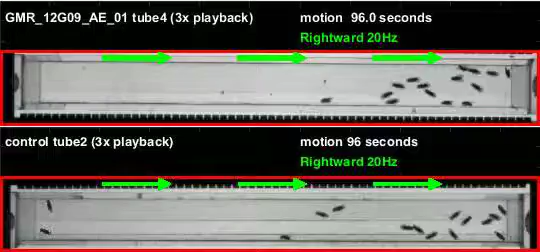 GMR_12G09_AE_01 tube4 (3x playback) motion  96.0 seconds
Rightward 20Hz
control tube2 (3x playback) motion 96 seconds
Rightward 20Hz